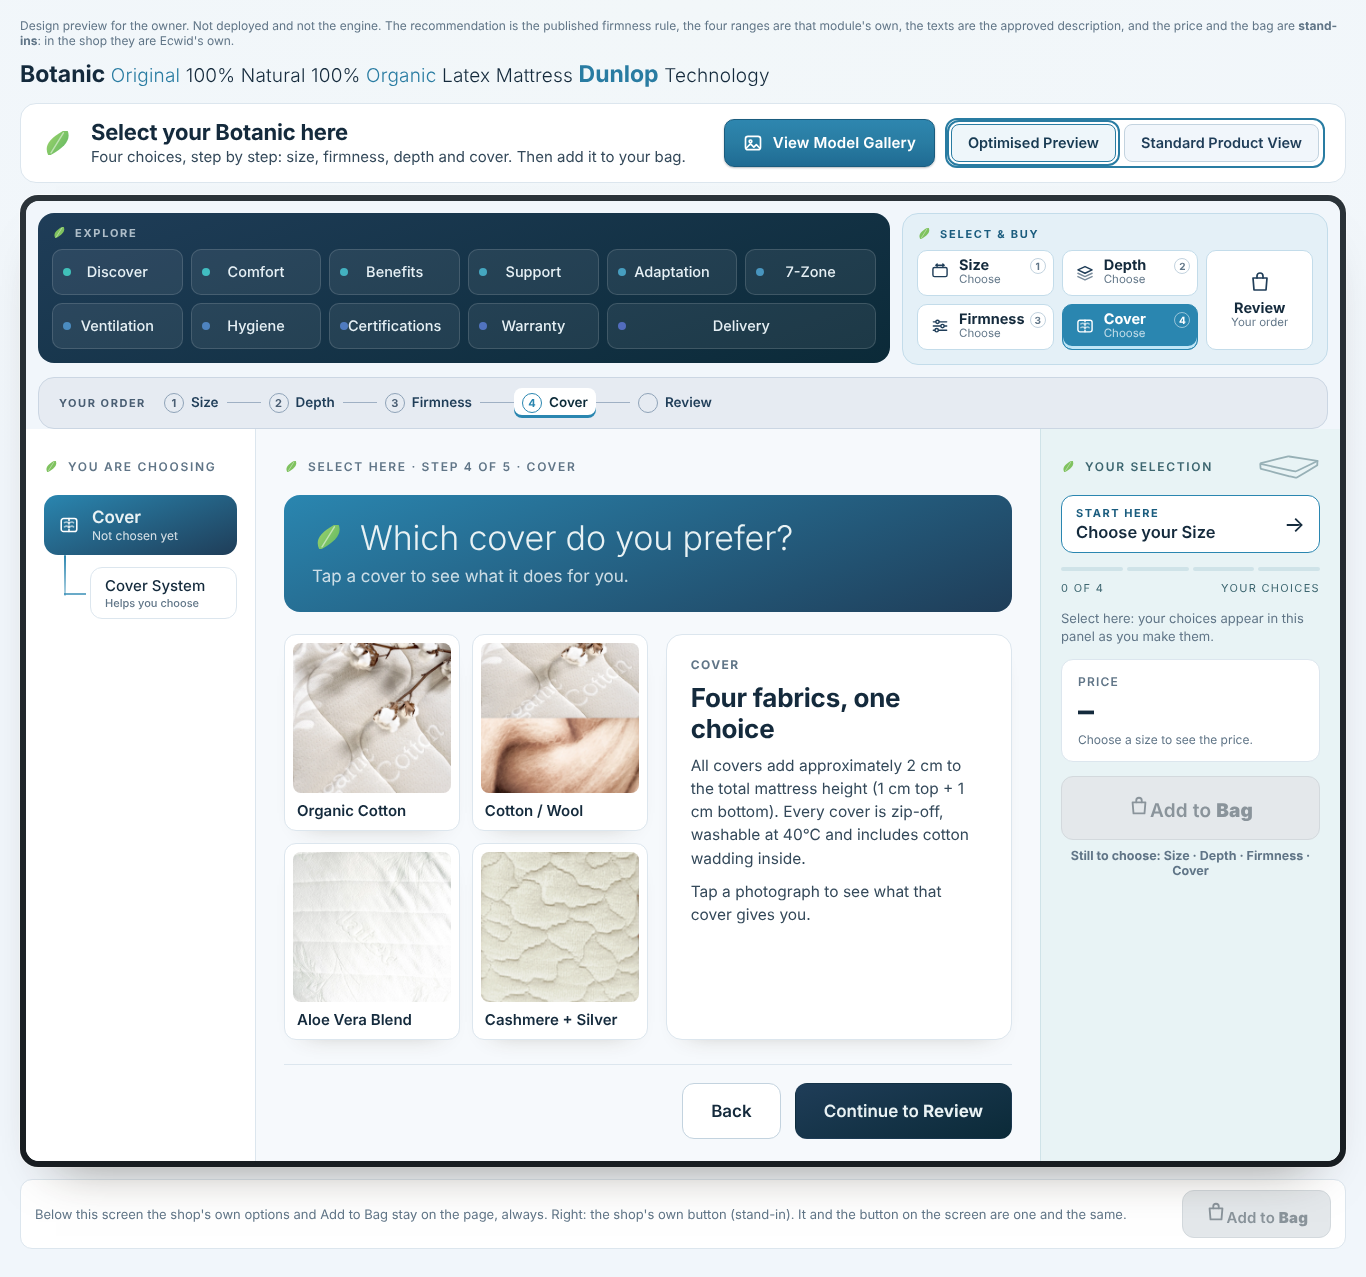 Design preview for the owner. Not deployed and not the engine. The recommendation is the published firmness rule, the four ranges are that module's own, the texts are the approved description, and the price and the bag are stand-
ins: in the shop they are Ecwid's own.
Botanic Original 100% Natural 100% Organic Latex Mattress Dunlop Technology
Select your Botanic here
Four choices, step by step: size, firmness, depth and cover. Then add it to your bag.
View Model Gallery
Optimised Preview
Standard Product View
EXPLORE
Discover
Comfort
Benefits
Support
Adaptation
7-Zone
Ventilation
Hygiene
Certifications
Warranty
Delivery
SELECT & BUY
Size
Choose
1
Depth
Choose
2
Firmness
Choose
3
Cover
Choose
4
Review
Your order
YOUR ORDER
1 Size
2 Depth
3 Firmness
4 Cover
Review
YOU ARE CHOOSING
Cover
Not chosen yet
Cover System
Helps you choose
SELECT HERE · STEP 4 OF 5 · COVER
Which cover do you prefer?
Tap a cover to see what it does for you.
Organic Cotton
Cotton / Wool
Aloe Vera Blend
Cashmere + Silver
COVER
Four fabrics, one
choice
All covers add approximately 2 cm to
the total mattress height (1 cm top + 1
cm bottom). Every cover is zip-off,
washable at 40°C and includes cotton
wadding inside.
Tap a photograph to see what that
cover gives you.
Back
Continue to Review
YOUR SELECTION
START HERE
Choose your Size
0 OF 4
YOUR CHOICES
Select here: your choices appear in this
panel as you make them.
PRICE
–
Choose a size to see the price.
Add to Bag
Still to choose: Size · Depth · Firmness ·
Cover
Below this screen the shop's own options and Add to Bag stay on the page, always. Right: the shop's own button (stand-in). It and the button on the screen are one and the same.
Add to Bag